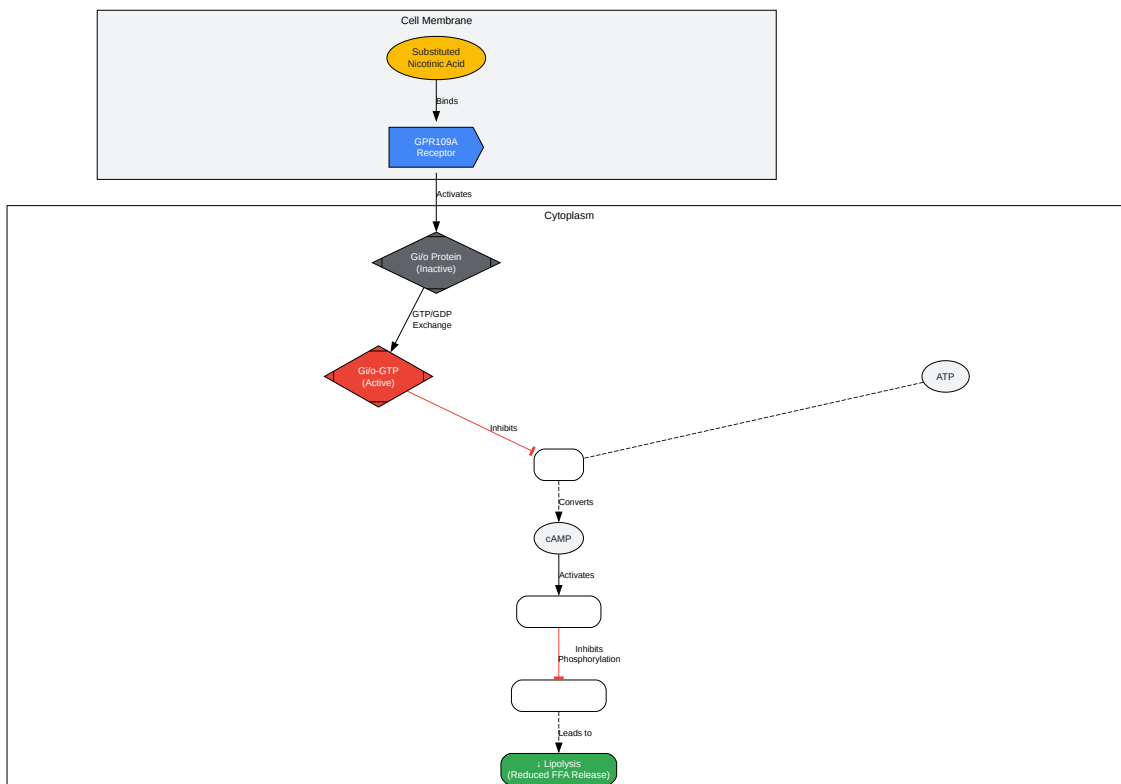 Cell Membrane
Substituted
Nicotinic Acid
Binds
GPR109A
Receptor
Activates
Cytoplasm
Gi/o Protein
(Inactive)
GTP/GDP
Exchange
Gi/o-GTP
(Active)
ATP
Inhibits
Converts
cAMP
Activates
Inhibits
Phosphorylation
Leads to
↓ Lipolysis
(Reduced FFA Release)